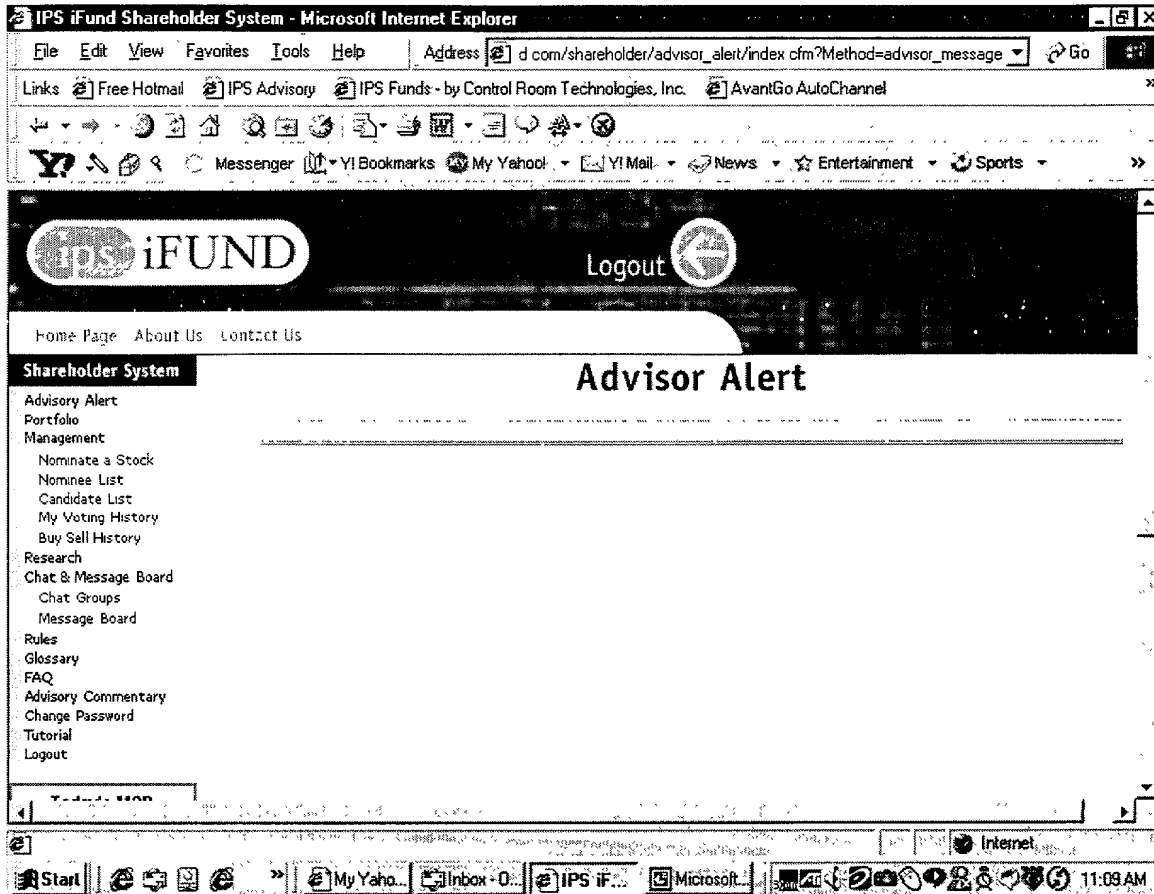 IPS iFund Shareholder System - Microsoft Internet Explorer
File Edit View Favorites Tools Help Address d com/shareholder/advisor_alert/index cfm?Method=advisor_message Go
Links Free Hotmail IPS Advisory IPS Funds - by Control Room Technologies, Inc. AvantGo AutoChannel »
Y! Messenger Y! Bookmarks My Yahoo! Y! Mail News Entertainment Sports »
ips iFUND
Logout
Home Page About Us Contact Us
Shareholder System
Advisor Alert
Advisory Alert
Portfolio
Management
Nominate a Stock
Nominee List
Candidate List
My Voting History
Buy Sell History
Research
Chat & Message Board
Chat Groups
Message Board
Rules
Glossary
FAQ
Advisory Commentary
Change Password
Tutorial
Logout
Internet
Start » My Yaho... Inbox - O... IPS iF... Microsoft... 11:09 AM